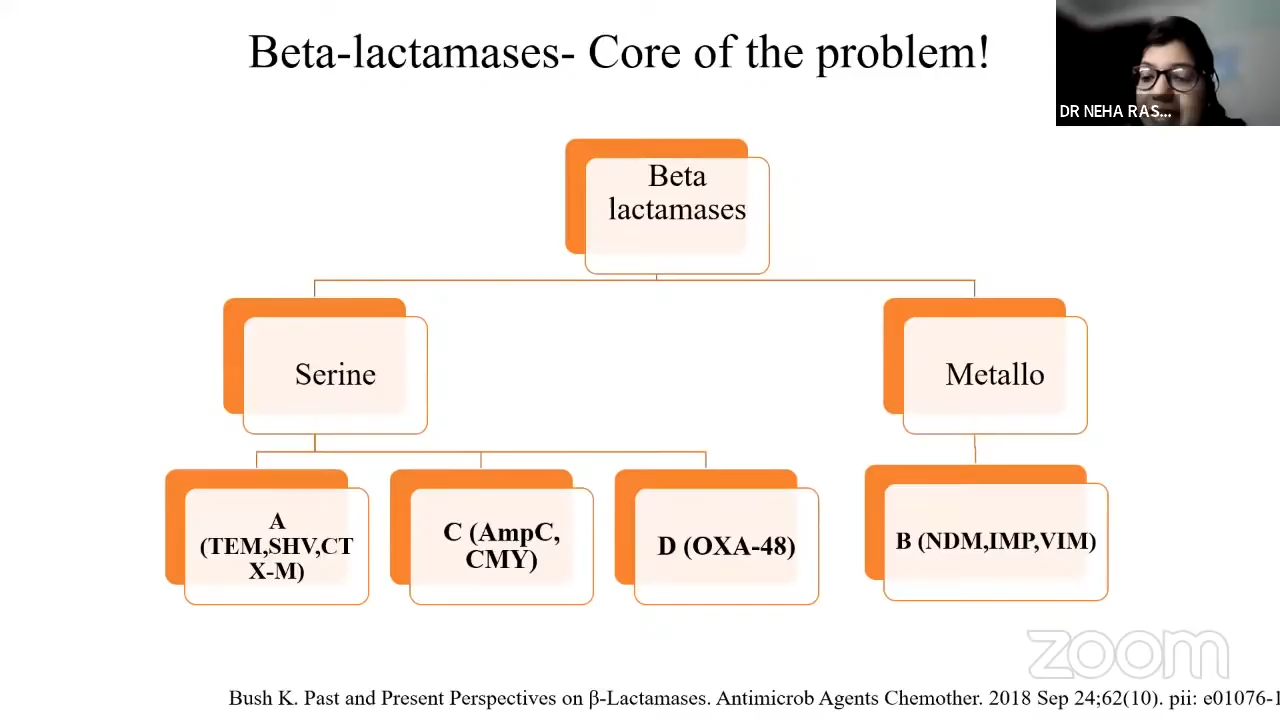 Beta-lactamases- Core of the problem!
DR NEHA RAS...
Beta
lactamases
Serine
Metallo
A
(TEM,SHV,CT
X-M)
C (AmpC,
CMY)
D (OXA-48)
B (NDM,IMP,VIM)
zoom
Bush K. Past and Present Perspectives on β-Lactamases. Antimicrob Agents Chemother. 2018 Sep 24;62(10). pii: e01076-1